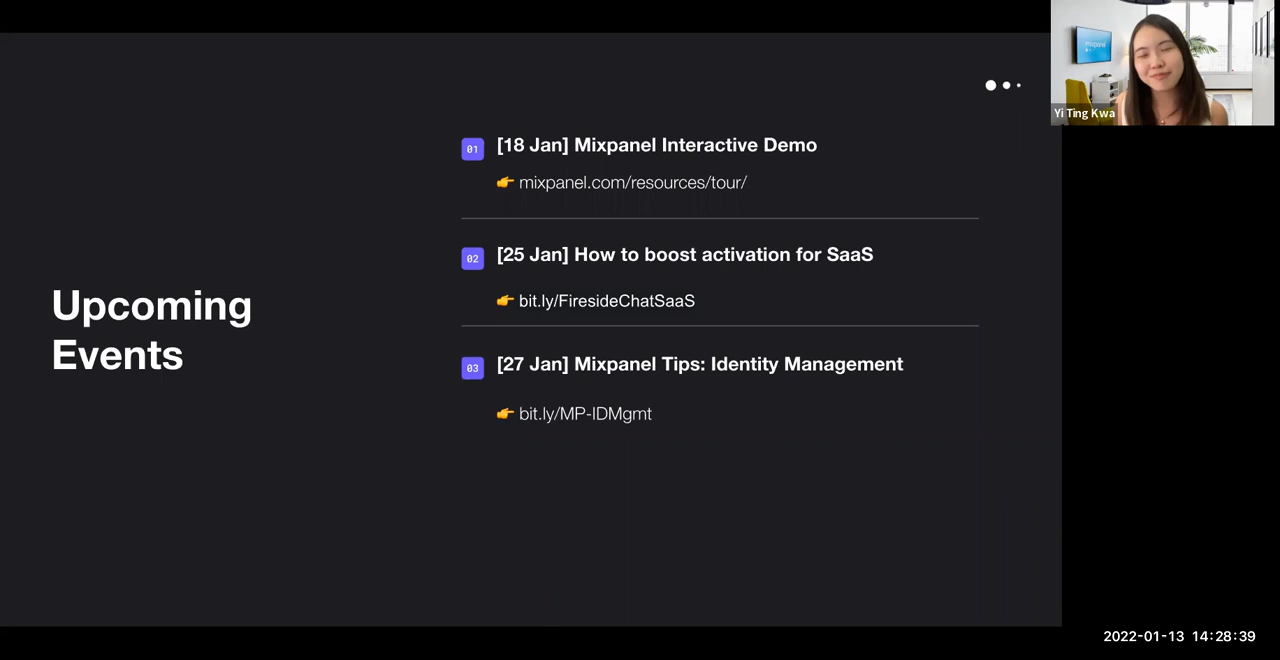 Upcoming
Events
01
[18 Jan] Mixpanel Interactive Demo
👉 mixpanel.com/resources/tour/
02
[25 Jan] How to boost activation for SaaS
👉 bit.ly/FiresideChatSaaS
03
[27 Jan] Mixpanel Tips: Identity Management
👉 bit.ly/MP-IDMgmt
mixpanel
Yi Ting Kwa
2022-01-13 14:28:39